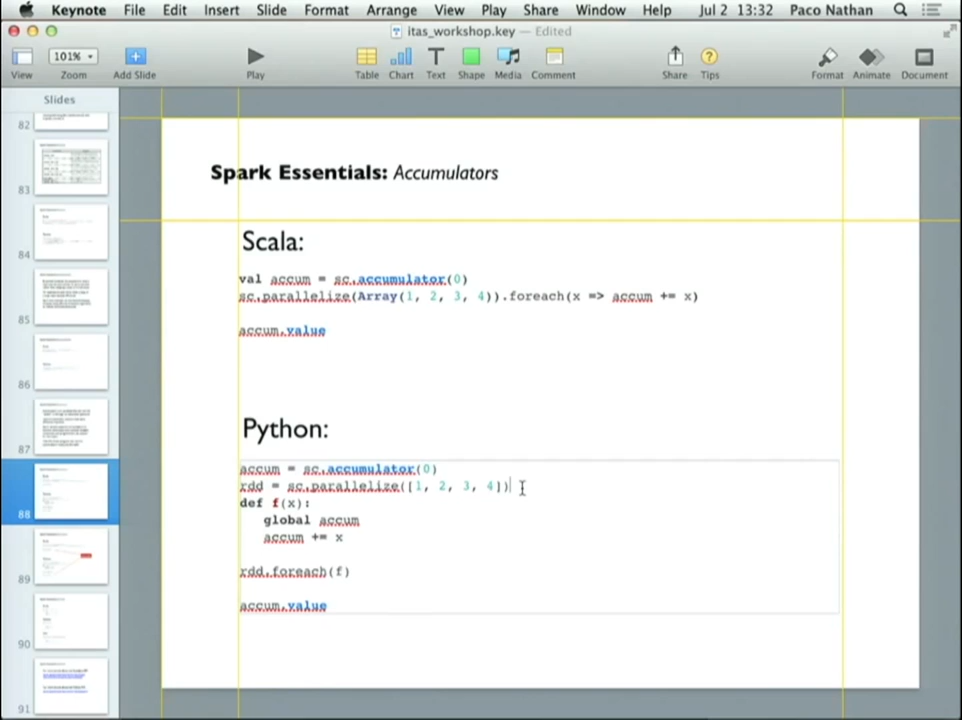 Keynote File Edit Insert Slide Format Arrange View Play Share Window Help Jul 2 13:32 Paco Nathan
itas_workshop.key — Edited
101%
View Zoom Add Slide Play Table Chart Text Shape Media Comment Share Tips Format Animate Document
Slides
82
83
84
85
86
87
88
89
90
91
Spark Essentials: Accumulators
Scala:
val accum = sc.accumulator(0)
sc.parallelize(Array(1, 2, 3, 4)).foreach(x => accum += x)
accum.value
Python:
accum = sc.accumulator(0)
rdd = sc.parallelize([1, 2, 3, 4])
def f(x):
global accum
accum += x
rdd.foreach(f)
accum.value